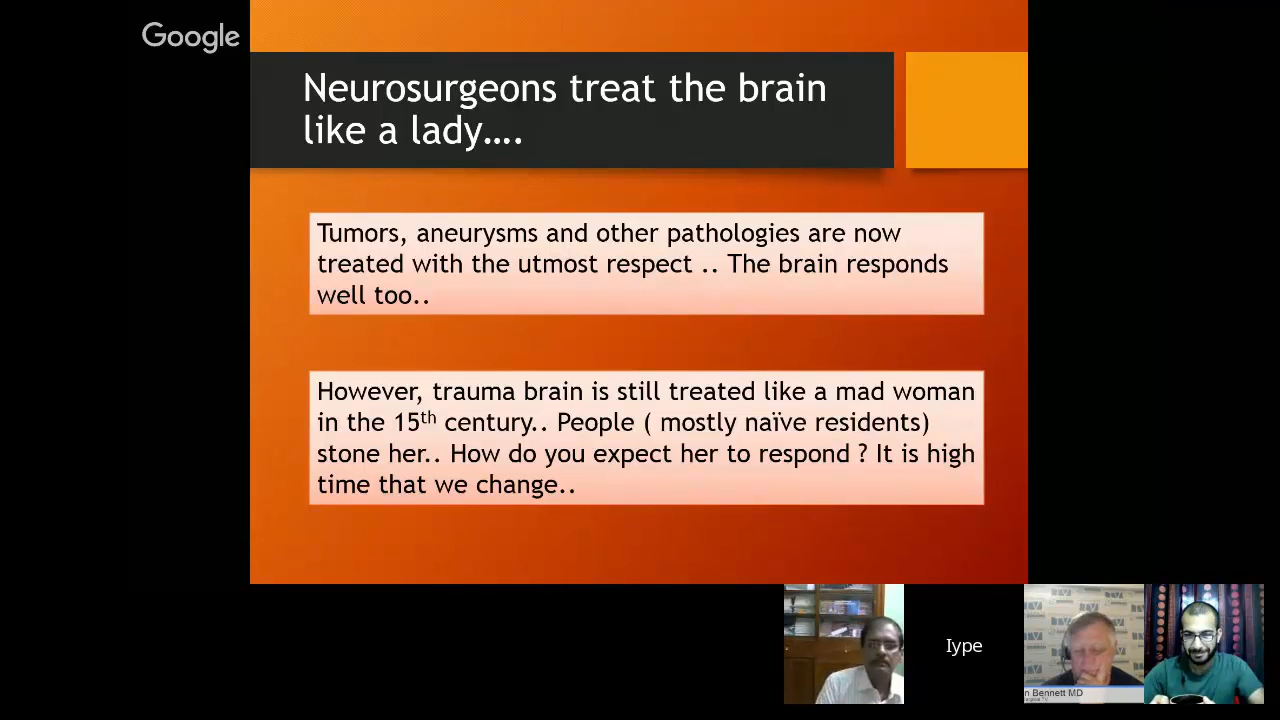 Google
Neurosurgeons treat the brain
like a lady….
Tumors, aneurysms and other pathologies are now
treated with the utmost respect .. The brain responds
well too..
However, trauma brain is still treated like a mad woman
in the 15th century.. People ( mostly naïve residents)
stone her.. How do you expect her to respond ? It is high
time that we change..
Iype
n Bennett MD